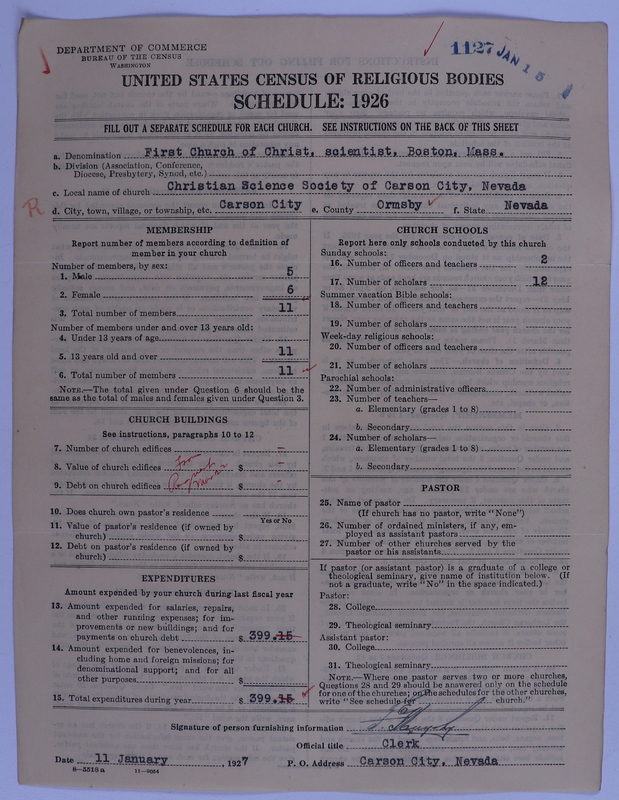 DEPARTMENT OF COMMERCE
BUREAU OF THE CENSUS
WASHINGTON
1127 JAN 15
UNITED STATES CENSUS OF RELIGIOUS BODIES
SCHEDULE: 1926
FILL OUT A SEPARATE SCHEDULE FOR EACH CHURCH. SEE INSTRUCTIONS ON THE BACK OF THIS SHEET
a. Denomination First Church of Christ, scientist, Boston, Mass.
b. Division (Association, Conference,
Diocese, Presbytery, Synod, etc.)
c. Local name of church Christian Science Society of Carson City, Nevada
R
d. City, town, village, or township, etc. Carson City e. County Ormsby f. State Nevada
MEMBERSHIP
Report number of members according to definition of
member in your church
Number of members, by sex:
1. Male 5
2. Female 6
3. Total number of members 11
Number of members under and over 13 years old:
4. Under 13 years of age
5. 13 years old and over 11
6. Total number of members 11
NOTE.—The total given under Question 6 should be the
same as the total of males and females given under Question 3.
CHURCH BUILDINGS
See instructions, paragraphs 10 to 12
7. Number of church edifices -
8. Value of church edifices $ -
9. Debt on church edifices $ -
10. Does church own pastor's residence
Yes or No
11. Value of pastor's residence (if owned by
church) $
12. Debt on pastor's residence (if owned by
church) $
EXPENDITURES
Amount expended by your church during last fiscal year
13. Amount expended for salaries, repairs,
and other running expenses; for im-
provements or new buildings; and for
payments on church debt $ 399.15
14. Amount expended for benevolences, in-
cluding home and foreign missions; for
denominational support; and for all
other purposes $
15. Total expenditures during year $ 399.15
CHURCH SCHOOLS
Report here only schools conducted by this church
Sunday schools:
16. Number of officers and teachers 2
17. Number of scholars 12
Summer vacation Bible schools:
18. Number of officers and teachers
19. Number of scholars
Week-day religious schools:
20. Number of officers and teachers
21. Number of scholars
Parochial schools:
22. Number of administrative officers
23. Number of teachers—
a. Elementary (grades 1 to 8)
b. Secondary
24. Number of scholars—
a. Elementary (grades 1 to 8)
b. Secondary
PASTOR
25. Name of pastor
(If church has no pastor, write "None")
26. Number of ordained ministers, if any, em-
ployed as assistant pastors
27. Number of other churches served by the
pastor or his assistants
If pastor (or assistant pastor) is a graduate of a college or
theological seminary, give name of institution below. (If
not a graduate, write "No" in the space indicated.)
Pastor:
28. College
29. Theological seminary
Assistant pastor:
30. College
31. Theological seminary
NOTE.—Where one pastor serves two or more churches,
Questions 28 and 29 should be answered only on the schedule
for one of the churches; on the schedules for the other churches,
write "See schedule for church."
Signature of person furnishing information
Official title Clerk
Date 11 January, 1927 P. O. Address Carson City, Nevada
8—5518 a 11—9034